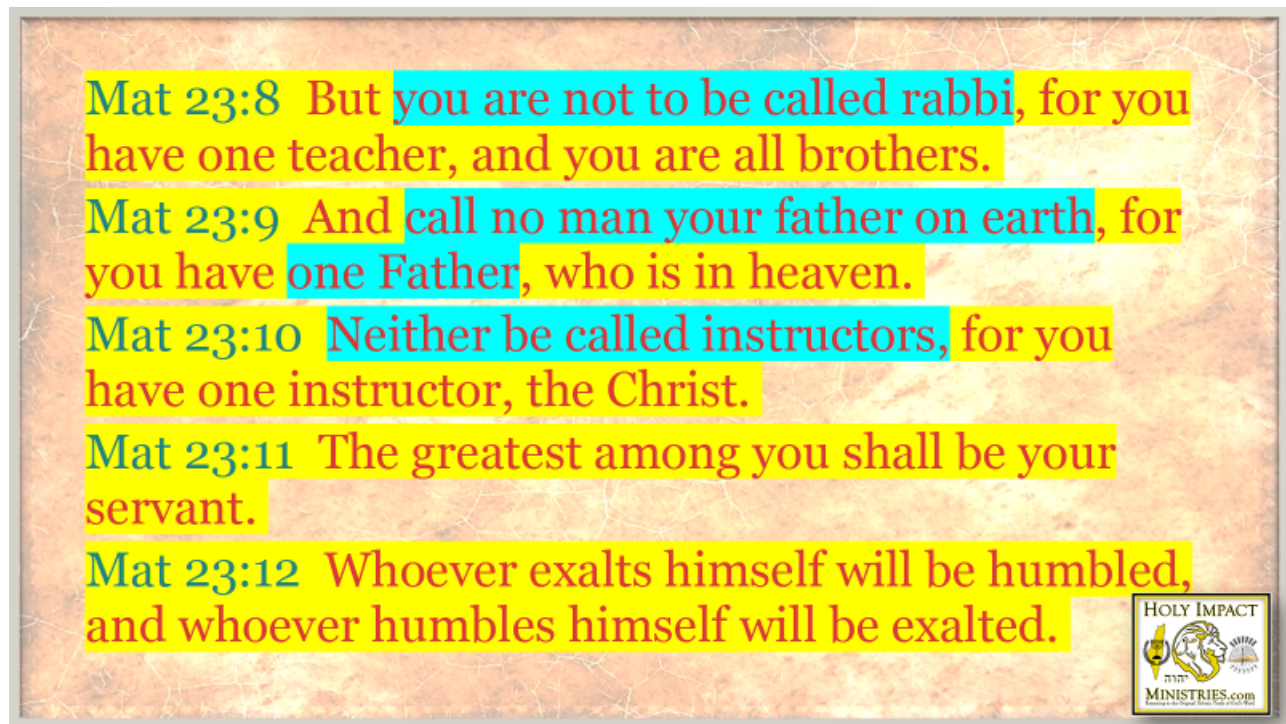 Mat 23:8 But you are not to be called rabbi, for you
have one teacher, and you are all brothers.
Mat 23:9 And call no man your father on earth, for
you have one Father, who is in heaven.
Mat 23:10 Neither be called instructors, for you
have one instructor, the Christ.
Mat 23:11 The greatest among you shall be your
servant.
Mat 23:12 Whoever exalts himself will be humbled,
and whoever humbles himself will be exalted.
HOLY IMPACT
יהוה
MINISTRIES.com